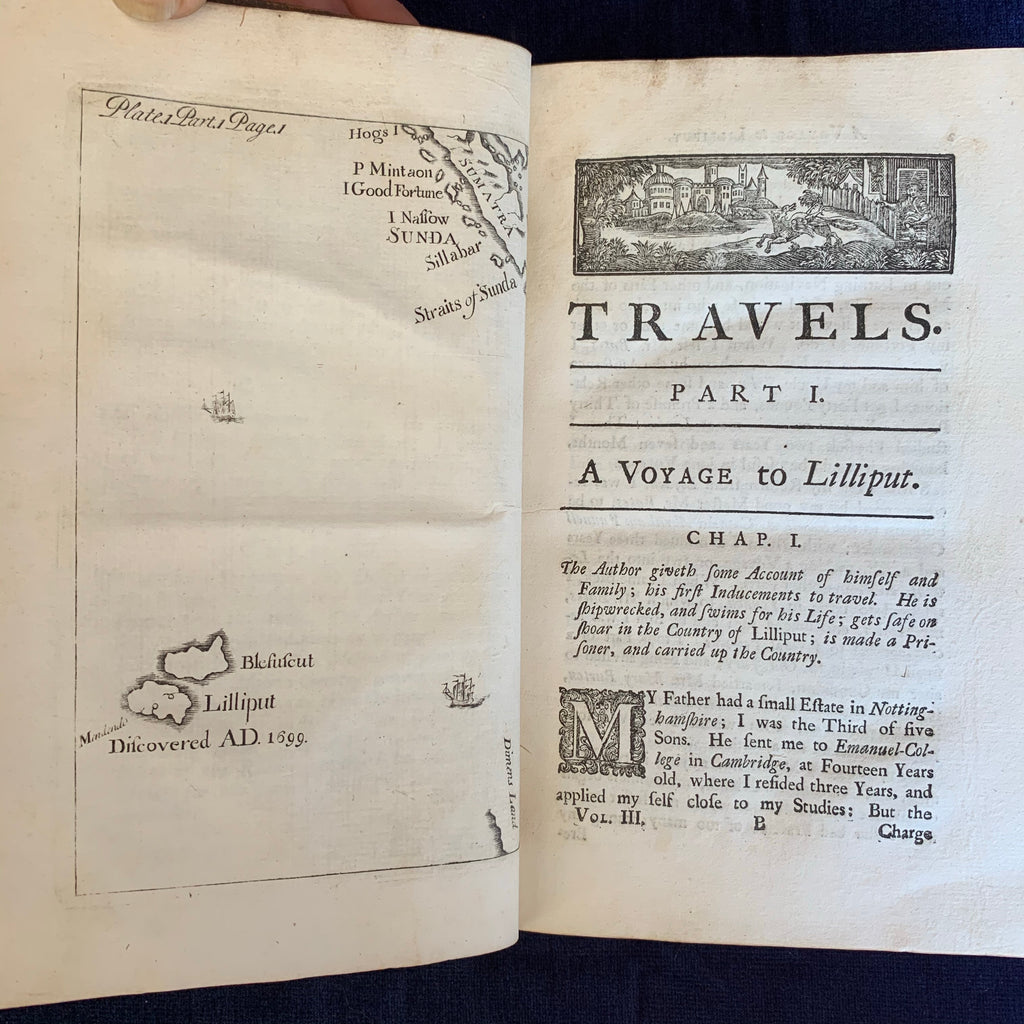 Plate.1.Part.1.Page.1
Hogs I
P Mintaon
I Good Fortune
I Naſſow
SUNDA
Sillabar
SUMATRA
Straits of Sunda
Blefuſcut
Lilliput
Diſcovered AD. 1699.
Dimens Land
TRAVELS.
PART I.
A VOYAGE to Lilliput.
CHAP. I.
The Author giveth ſome Account of himſelf and
Family; his firſt Inducements to travel. He is
ſhipwrecked, and ſwims for his Life; gets ſafe on
ſhoar in the Country of Lilliput; is made a Pri-
ſoner, and carried up the Country.
MY Father had a ſmall Eſtate in Notting-
hamſhire; I was the Third of five
Sons. He ſent me to Emanuel-Col-
lege in Cambridge, at Fourteen Years
old, where I reſided three Years, and
applied my ſelf cloſe to my Studies: But the
VOL. III. B Charge